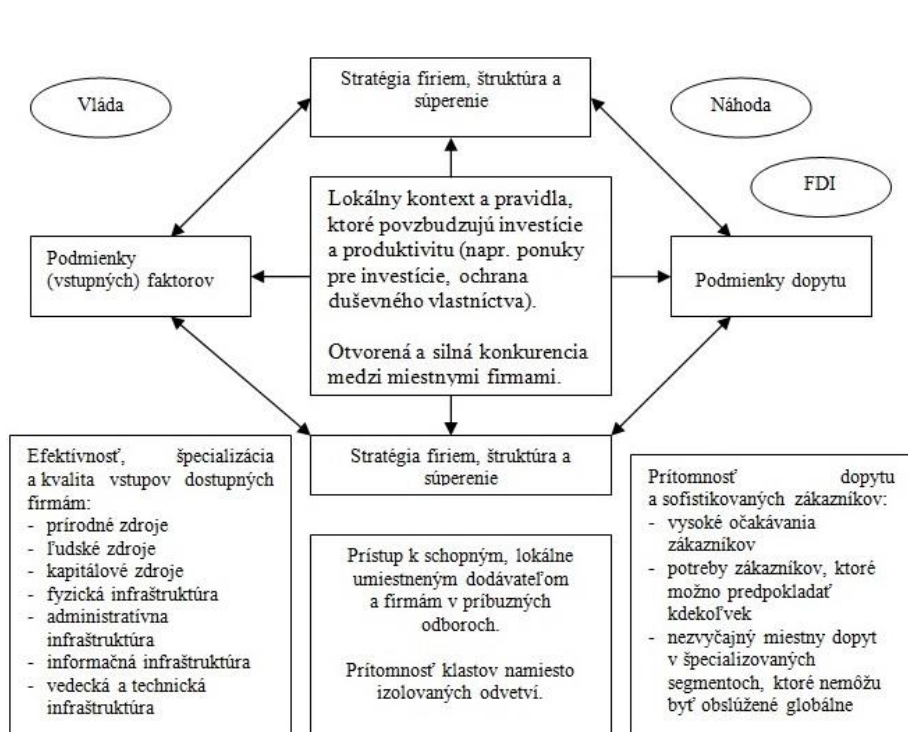 Stratégia firiem, štruktúra a
súperenie
Vláda
Náhoda
FDI
Lokálny kontext a pravidla,
ktoré povzbudzujú investície
a produktivitu (napr. ponuky
pre investície, ochrana
duševného vlastníctva).
Otvorená a silná konkurencia
medzi miestnymi firmami.
Podmienky
(vstupných) faktorov
Podmienky dopytu
Stratégia firiem, štruktúra a
súperenie
Efektívnosť, špecializácia
a kvalita vstupov dostupných
firmám:
- prírodné zdroje
- ľudské zdroje
- kapitálové zdroje
- fyzická infraštruktúra
- administratívna
infraštruktúra
- informačná infraštruktúra
- vedecká a technická
infraštruktúra
Prístup k schopným, lokálne
umiestneným dodávateľom
a firmám v príbuzných
odboroch.
Prítomnosť klastov namiesto
izolovaných odvetví.
Prítomnosť dopytu
a sofistikovaných zákazníkov:
- vysoké očakávania
zákazníkov
- potreby zákazníkov, ktoré
možno predpokladať
kdekoľvek
- nezvyčajný miestny dopyt
v špecializovaných
segmentoch, ktoré nemôžu
byť obslúžené globálne